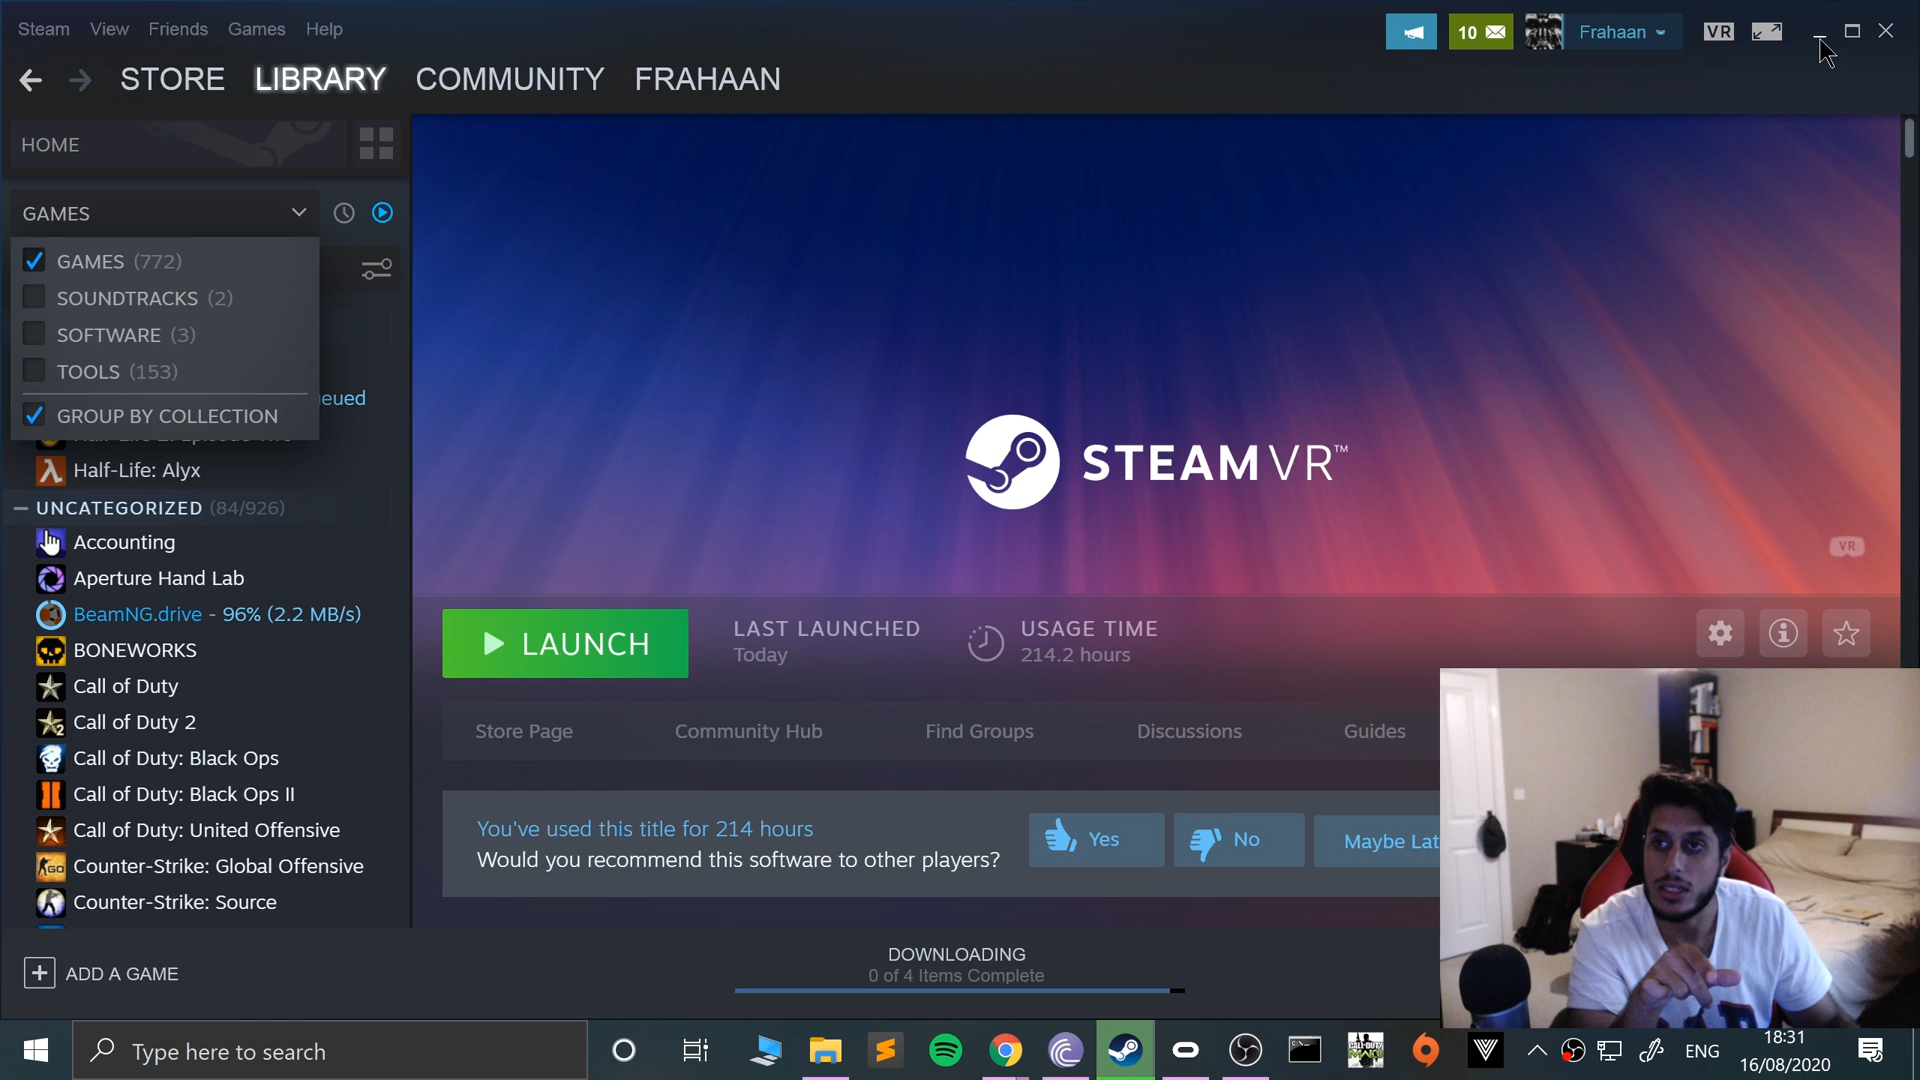 Steam View Friends Games Help
10 Frahaan VR
STORE LIBRARY COMMUNITY FRAHAAN
HOME
GAMES
GAMES (772)
SOUNDTRACKS (2)
SOFTWARE (3)
TOOLS (153)
GROUP BY COLLECTION
Half-Life: Alyx
UNCATEGORIZED (84/926)
Accounting
Aperture Hand Lab
BeamNG.drive - 96% (2.2 MB/s)
BONEWORKS
Call of Duty
Call of Duty 2
Call of Duty: Black Ops
Call of Duty: Black Ops II
Call of Duty: United Offensive
Counter-Strike: Global Offensive
Counter-Strike: Source
ADD A GAME
STEAMVR™
VR
LAUNCH
LAST LAUNCHED
Today
USAGE TIME
214.2 hours
Store Page Community Hub Find Groups Discussions Guides
You've used this title for 214 hours
Would you recommend this software to other players?
Yes No Maybe Lat
DOWNLOADING
0 of 4 Items Complete
Type here to search
ENG
18:31
16/08/2020